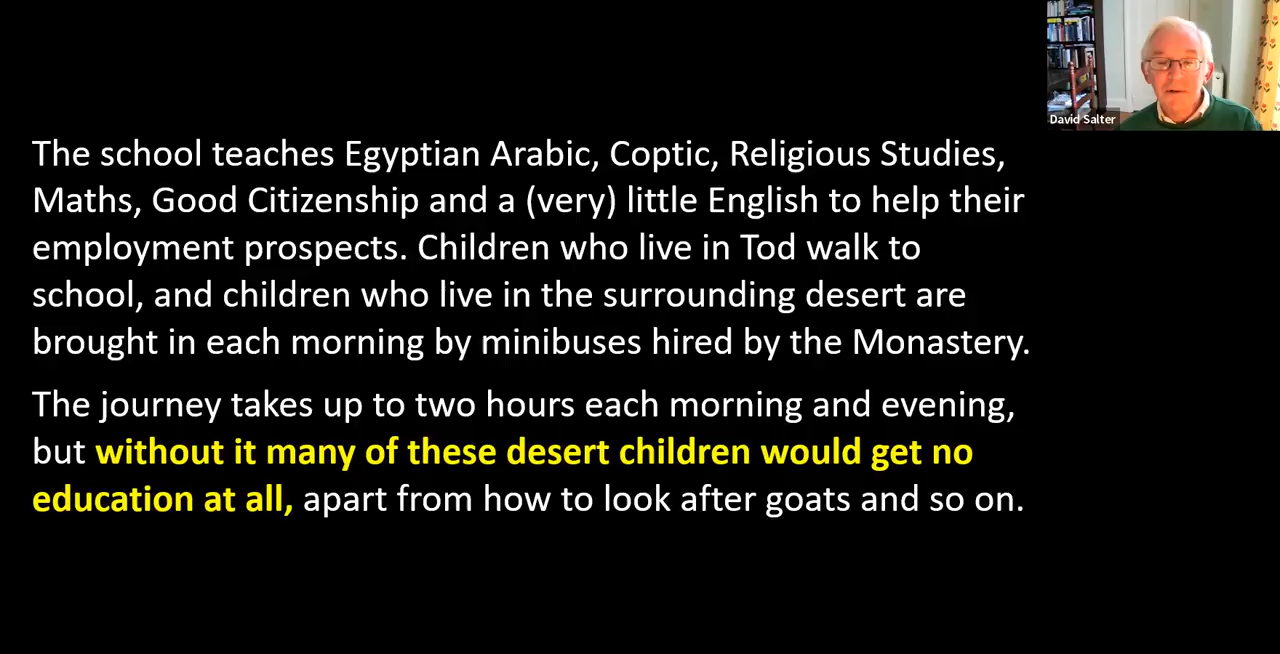 David Salter
The school teaches Egyptian Arabic, Coptic, Religious Studies,
Maths, Good Citizenship and a (very) little English to help their
employment prospects. Children who live in Tod walk to
school, and children who live in the surrounding desert are
brought in each morning by minibuses hired by the Monastery.
The journey takes up to two hours each morning and evening,
but without it many of these desert children would get no
education at all, apart from how to look after goats and so on.